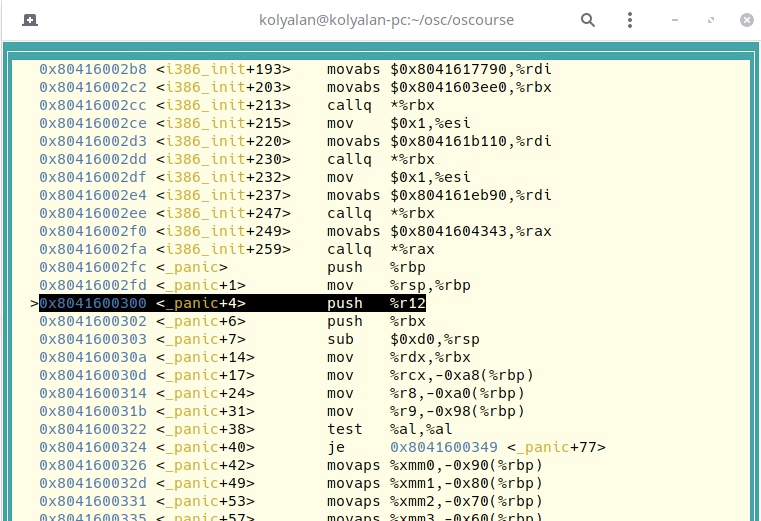 kolyalan@kolyalan-pc:~/osc/oscourse
0x80416002b8 <i386_init+193> movabs $0x8041617790,%rdi
0x80416002c2 <i386_init+203> movabs $0x8041603ee0,%rbx
0x80416002cc <i386_init+213> callq *%rbx
0x80416002ce <i386_init+215> mov $0x1,%esi
0x80416002d3 <i386_init+220> movabs $0x804161b110,%rdi
0x80416002dd <i386_init+230> callq *%rbx
0x80416002df <i386_init+232> mov $0x1,%esi
0x80416002e4 <i386_init+237> movabs $0x804161eb90,%rdi
0x80416002ee <i386_init+247> callq *%rbx
0x80416002f0 <i386_init+249> movabs $0x8041604343,%rax
0x80416002fa <i386_init+259> callq *%rax
0x80416002fc <_panic> push %rbp
0x80416002fd <_panic+1> mov %rsp,%rbp
>0x8041600300 <_panic+4> push %r12
0x8041600302 <_panic+6> push %rbx
0x8041600303 <_panic+7> sub $0xd0,%rsp
0x804160030a <_panic+14> mov %rdx,%rbx
0x804160030d <_panic+17> mov %rcx,-0xa8(%rbp)
0x8041600314 <_panic+24> mov %r8,-0xa0(%rbp)
0x804160031b <_panic+31> mov %r9,-0x98(%rbp)
0x8041600322 <_panic+38> test %al,%al
0x8041600324 <_panic+40> je 0x8041600349 <_panic+77>
0x8041600326 <_panic+42> movaps %xmm0,-0x90(%rbp)
0x804160032d <_panic+49> movaps %xmm1,-0x80(%rbp)
0x8041600331 <_panic+53> movaps %xmm2,-0x70(%rbp)
0x8041600335 <_panic+57> movaps %xmm3,-0x60(%rbp)